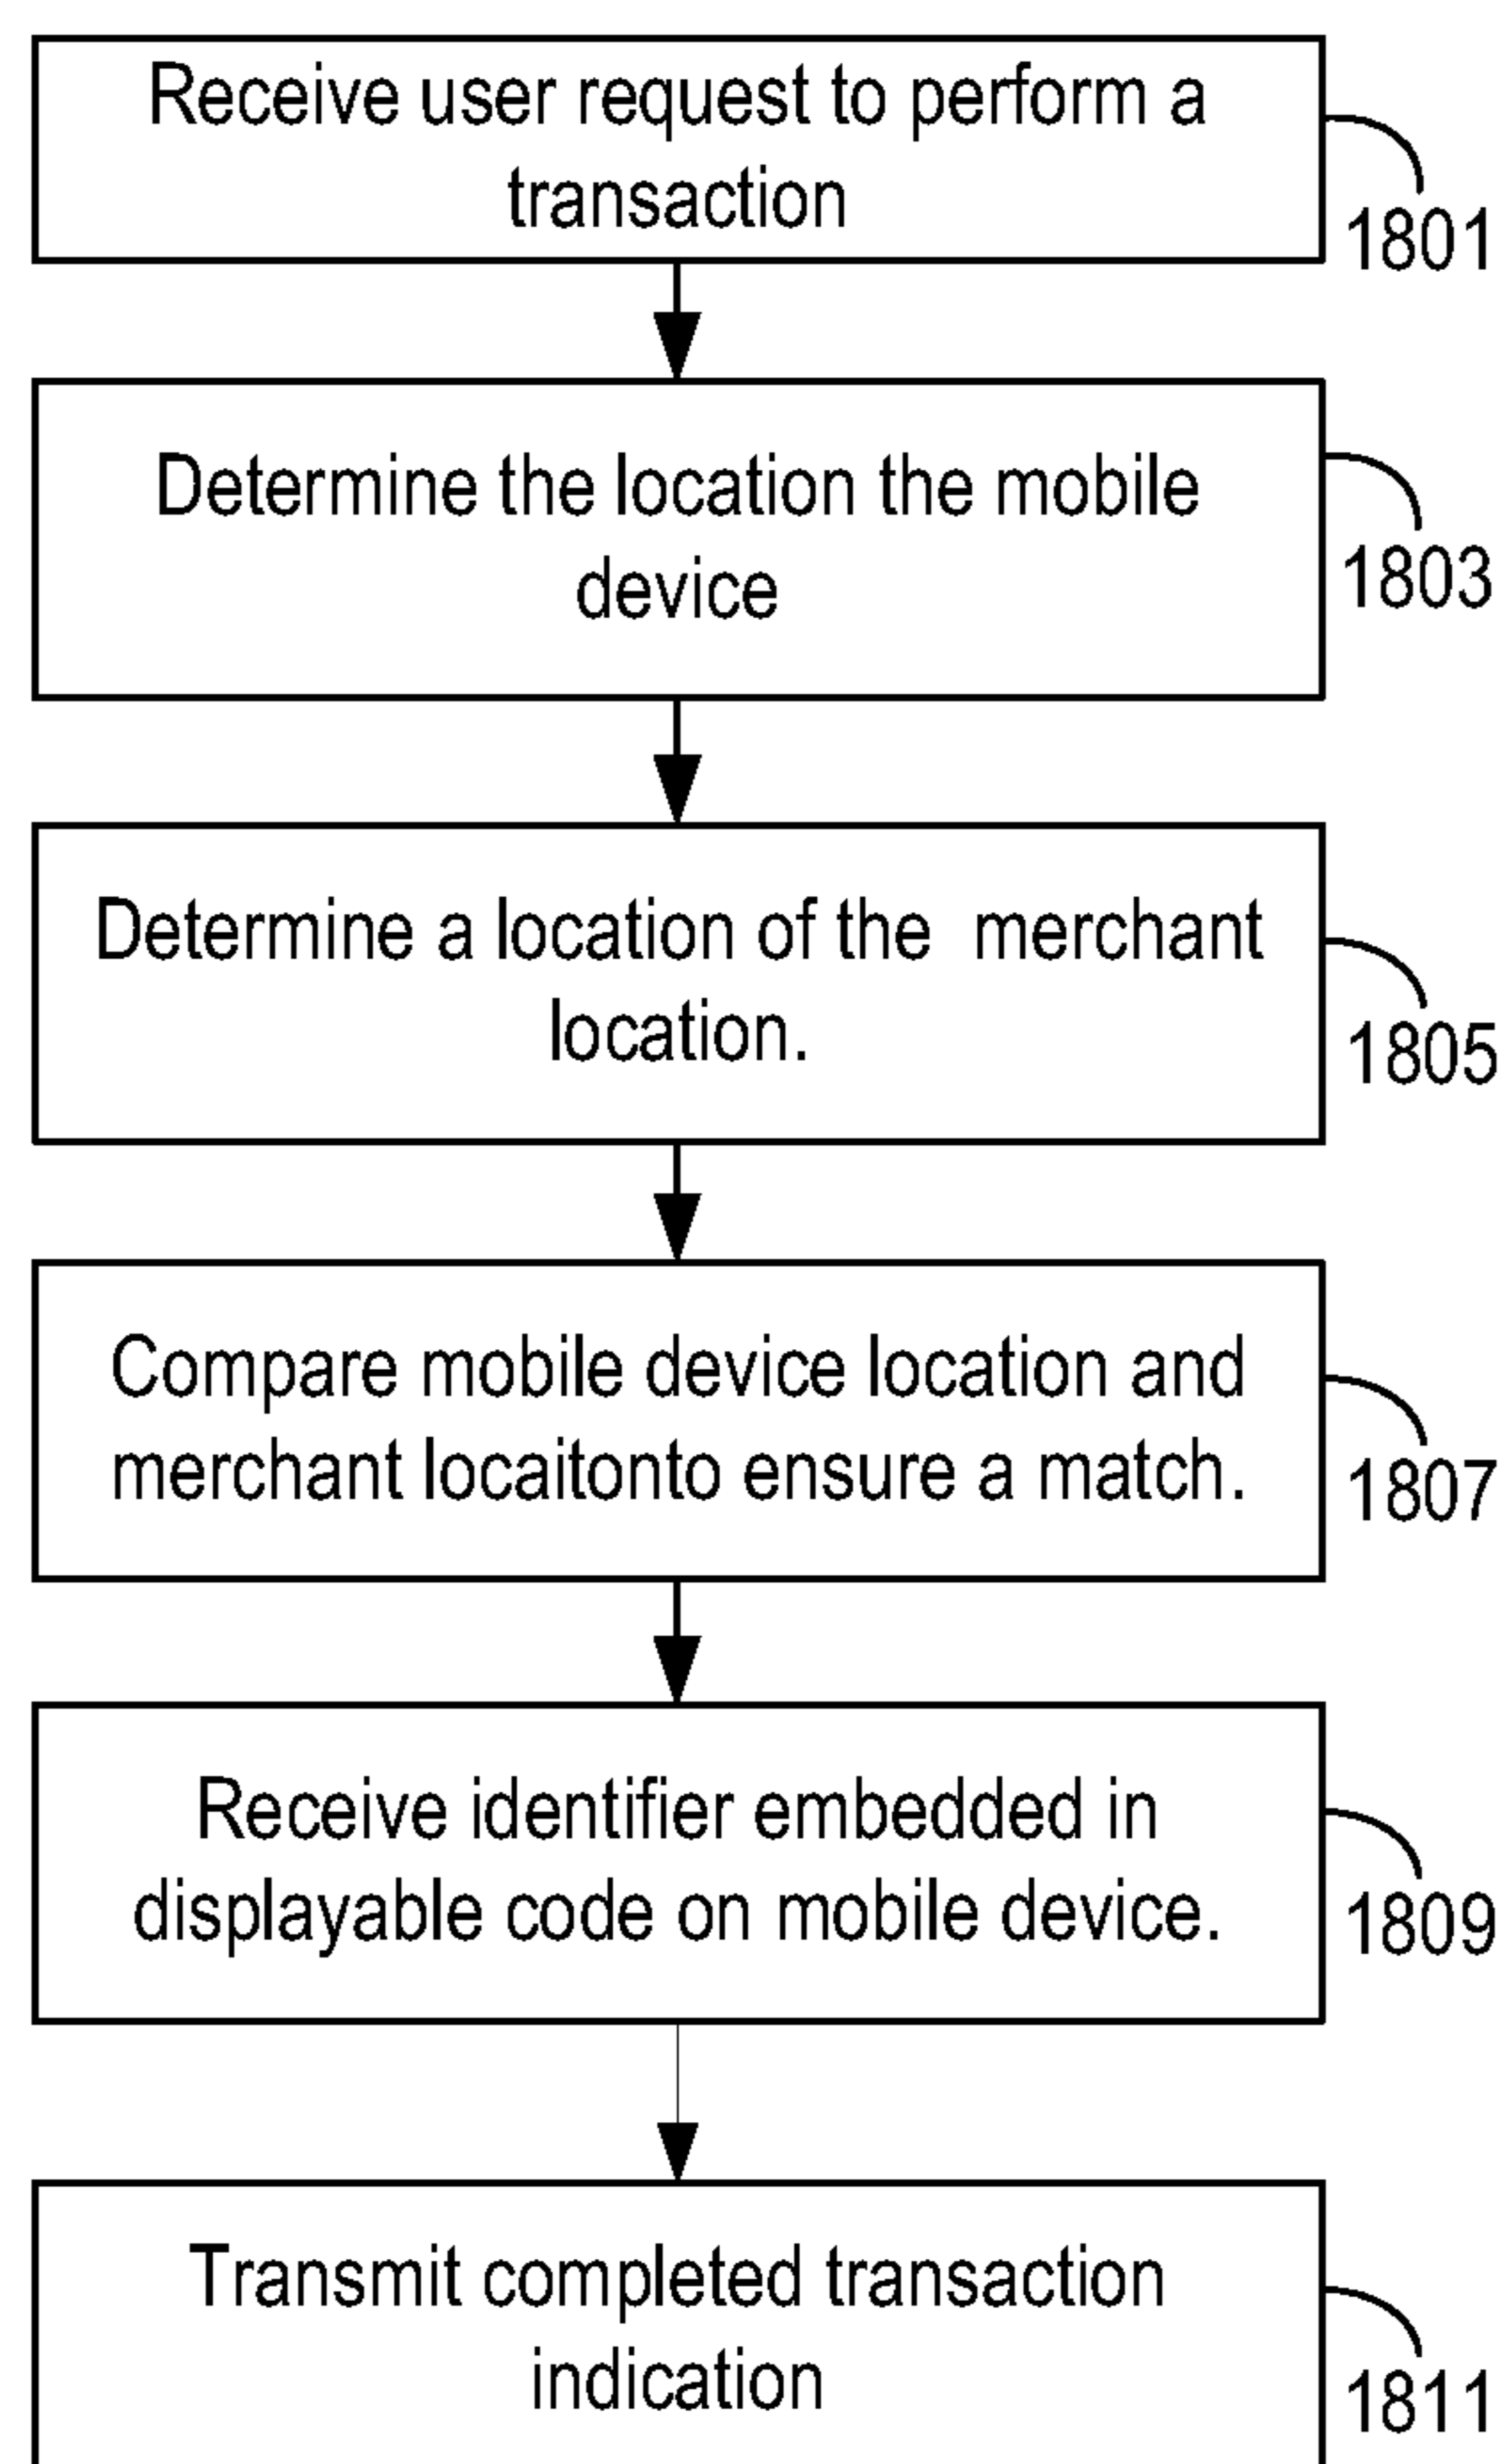 Receive user request to perform a
transaction
1801
Determine the location the mobile
device
1803
Determine a location of the  merchant
location.
1805
Compare mobile device location and
merchant locaitonto ensure a match.
1807
Receive identifier embedded in
displayable code on mobile device.
1809
Transmit completed transaction
indication
1811